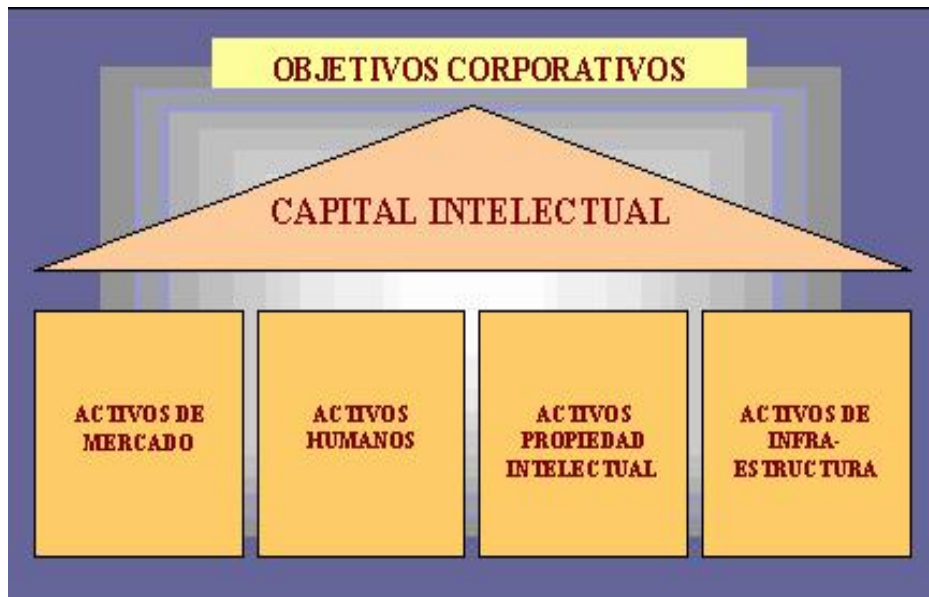 OBJETIVOS CORPORATIVOS
CAPITAL INTELECTUAL
ACTIVOS DE
MERCADO
ACTIVOS
HUMANOS
ACTIVOS
PROPIEDAD
INTELECTUAL
ACTIVOS DE
INFRA-
ESTRUCTURA